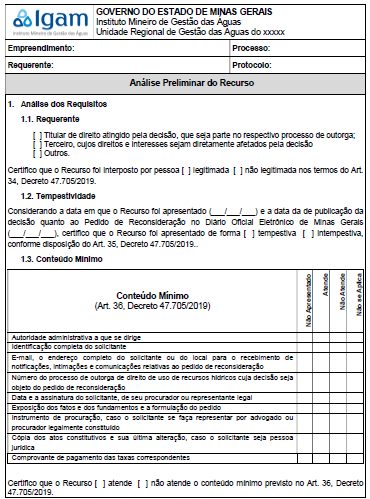 Igam
Instituto Mineiro de Gestão das Águas
GOVERNO DO ESTADO DE MINAS GERAIS
Instituto Mineiro de Gestão das Águas
Unidade Regional de Gestão das Águas do xxxxx
Empreendimento: Processo:
Requerente: Protocolo:
Análise Preliminar do Recurso
1. Análise dos Requisitos
1.1. Requerente
[ ] Titular de direito atingido pela decisão, que seja parte no respectivo processo de outorga;
[ ] Terceiro, cujos direitos e interesses sejam diretamente afetados pela decisão
[ ] Outros.
Certifico que o Recurso foi interposto por pessoa [ ] legitimada [ ] não legitimada nos termos do Art.
34, Decreto 47.705/2019.
1.2. Tempestividade
Considerando a data em que o Recurso foi apresentado (___/___/___) e a data da de publicação da
decisão quanto ao Pedido de Reconsideração no Diário Oficial Eletrônico de Minas Gerais
(___/___/___), certifico que o Recurso foi apresentado de forma [ ] tempestiva [ ] intempestiva,
conforme disposição do Art. 35, Decreto 47.705/2019..
1.3. Conteúdo Mínimo
Conteúdo Mínimo
(Art. 36, Decreto 47.705/2019)
Não Apresentado
Atende
Não Atende
Não se Aplica
Autoridade administrativa a que se dirige
Identificação completa do solicitante
E-mail, o endereço completo do solicitante ou do local para o recebimento de
notificações, intimações e comunicações relativas ao pedido de reconsideração
Número do processo de outorga de direito de uso de recursos hídricos cuja decisão seja
objeto do pedido de reconsideração
Data e a assinatura do solicitante, de seu procurador ou representante legal
Exposição dos fatos e dos fundamentos e a formulação do pedido
Instrumento de procuração, caso o solicitante se faça representar por advogado ou
procurador legalmente constituído
Cópia dos atos constitutivos e sua última alteração, caso o solicitante seja pessoa
jurídica
Comprovante de pagamento das taxas correspondentes
Certifico que o Recurso [ ] atende [ ] não atende o conteúdo mínimo previsto no Art. 36, Decreto
47.705/2019.